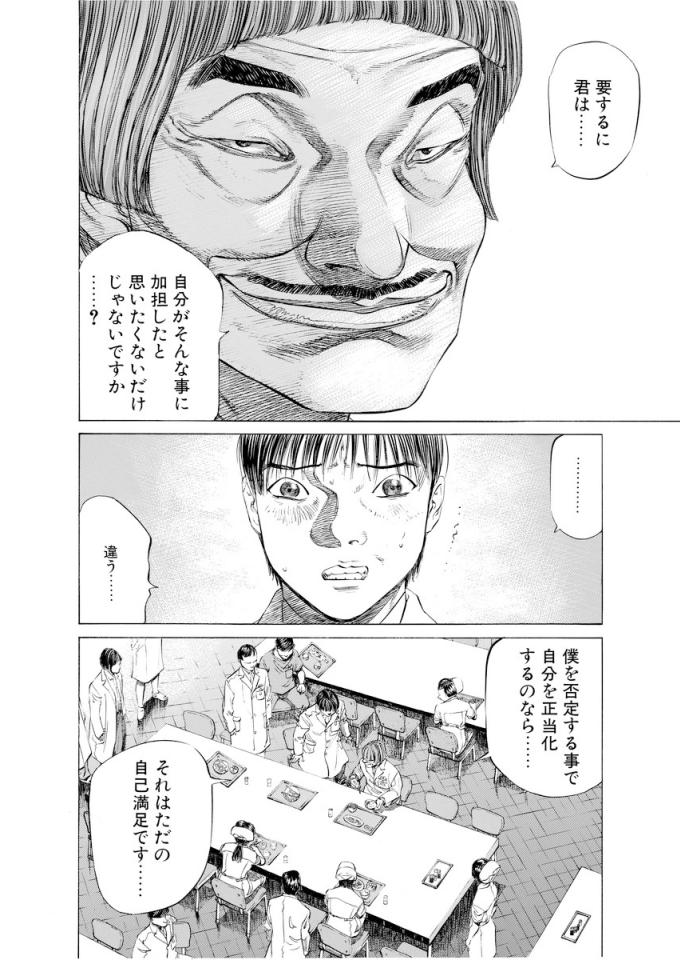 要するに
君は……
自分がそんな事に
加担したと
思いたくないだけ
じゃないですか
……？
…………
違う……
僕を否定する事で
自分を正当化
するのなら……
それはただの
自己満足です……